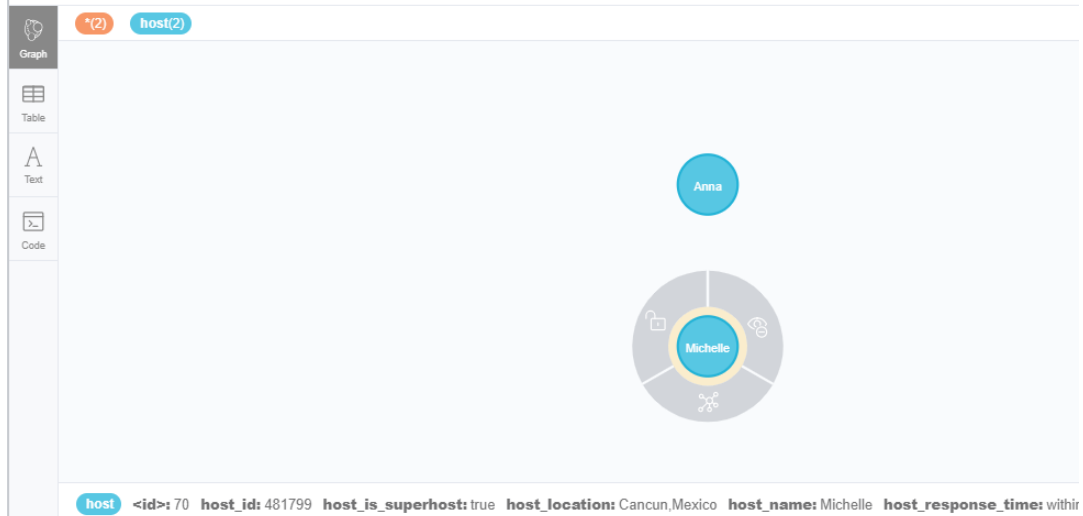 *(2) host(2)
Graph
Table
Text
Code
Anna
Michelle
host <id>: 70 host_id: 481799 host_is_superhost: true host_location: Cancun,Mexico host_name: Michelle host_response_time: within